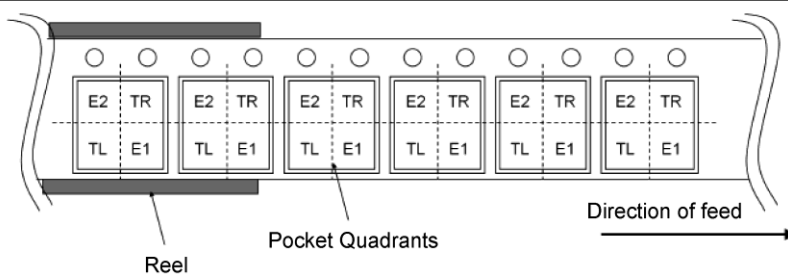 E2 TR E2 TR E2 TR E2 TR E2 TR E2 TR
TL E1 TL E1 TL E1 TL E1 TL E1 TL E1
Direction of feed
Pocket Quadrants
Reel